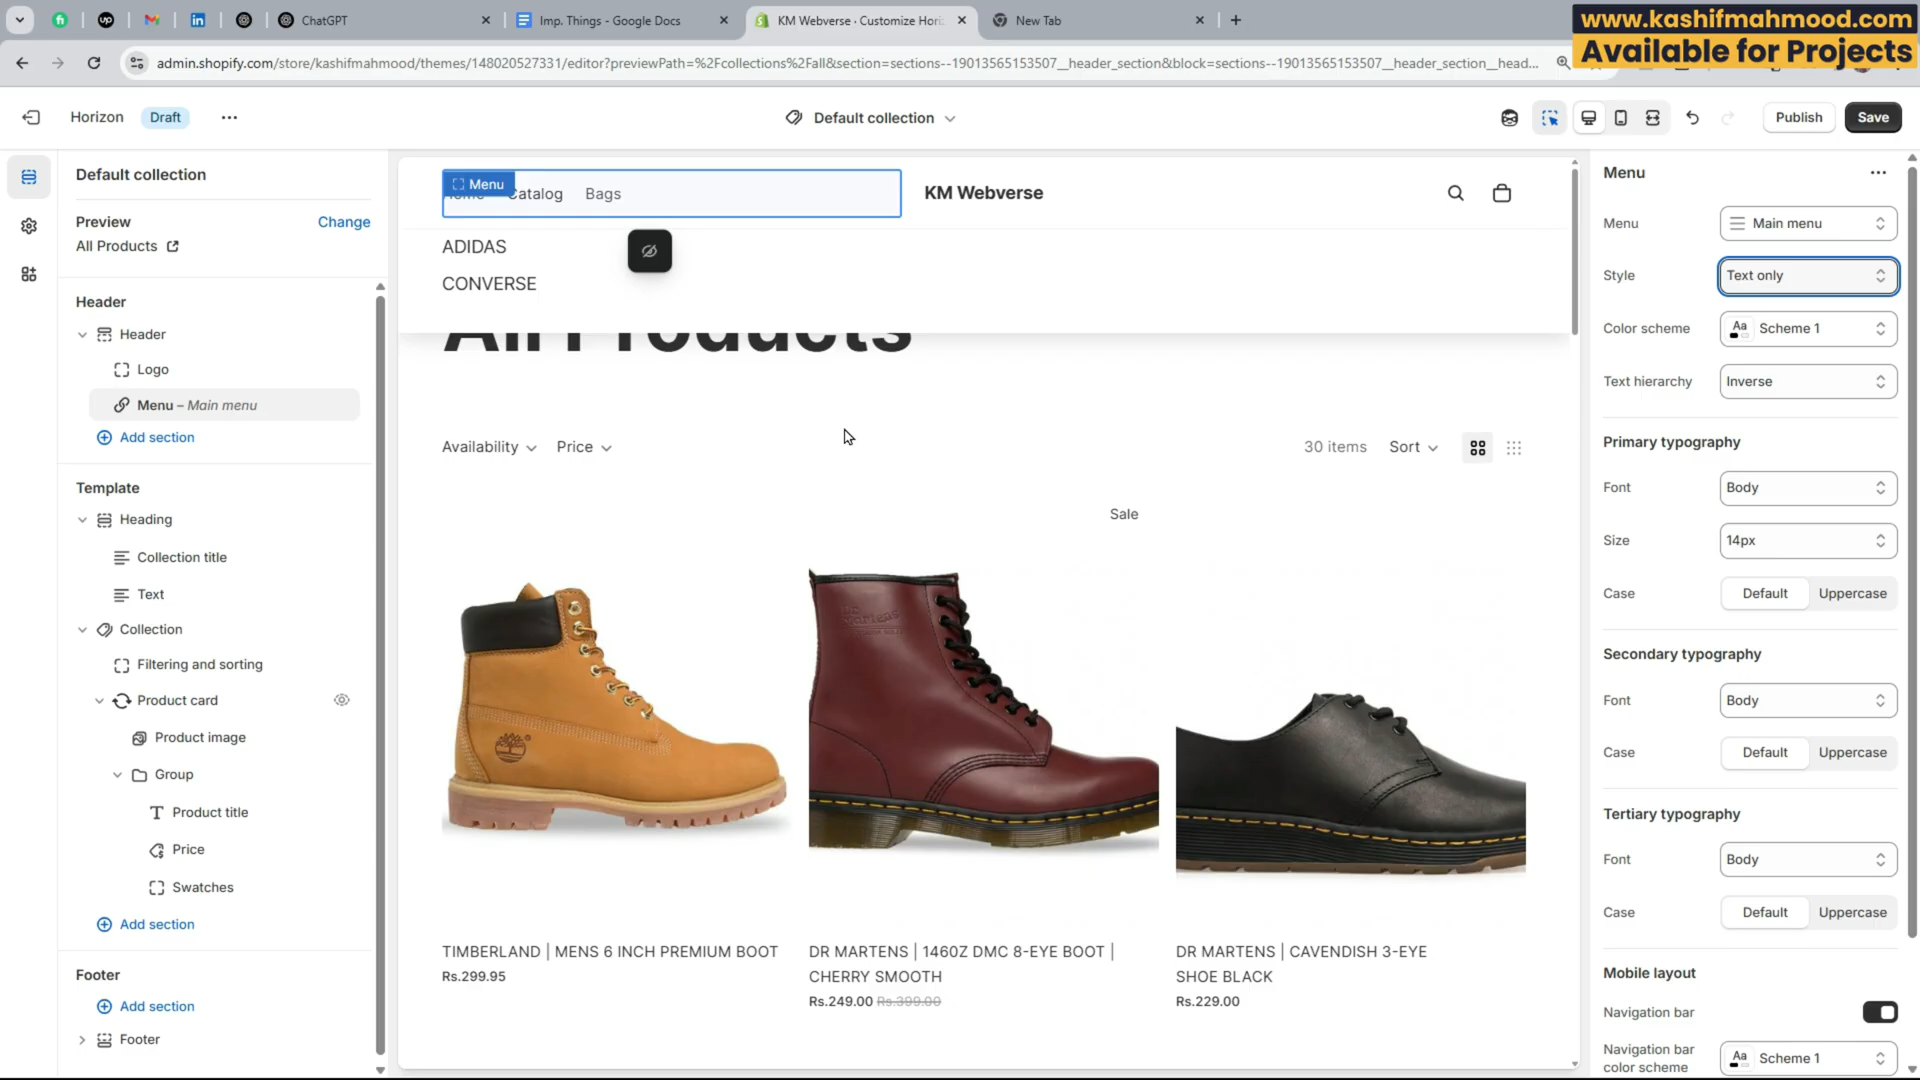 ChatGPT
Imp. Things - Google Docs
KM Webverse · Customize Hori
New Tab
www.kashifmahmood.com
Available for Projects
admin.shopify.com/store/kashifmahmood/themes/148020527331/editor?previewPath=%2Fcollections%2Fall&section=sections--19013565153507__header_section&block=sections--19013565153507__header_section__head...
Horizon
Draft
Default collection
Publish
Save
Default collection
Preview
Change
All Products
Header
Header
Logo
Menu – Main menu
Add section
Template
Heading
Collection title
Text
Collection
Filtering and sorting
Product card
Product image
Group
Product title
Price
Swatches
Add section
Footer
Add section
Footer
Menu
Catalog
Bags
KM Webverse
ADIDAS
CONVERSE
All Products
Availability
Price
30 items
Sort
Sale
TIMBERLAND | MENS 6 INCH PREMIUM BOOT
Rs.299.95
DR MARTENS | 1460Z DMC 8-EYE BOOT |
CHERRY SMOOTH
Rs.249.00 Rs.399.00
DR MARTENS | CAVENDISH 3-EYE
SHOE BLACK
Rs.229.00
Menu
Menu
Main menu
Style
Text only
Color scheme
Aa
Scheme 1
Text hierarchy
Inverse
Primary typography
Font
Body
Size
14px
Case
Default
Uppercase
Secondary typography
Font
Body
Case
Default
Uppercase
Tertiary typography
Font
Body
Case
Default
Uppercase
Mobile layout
Navigation bar
Navigation bar
color scheme
Aa
Scheme 1